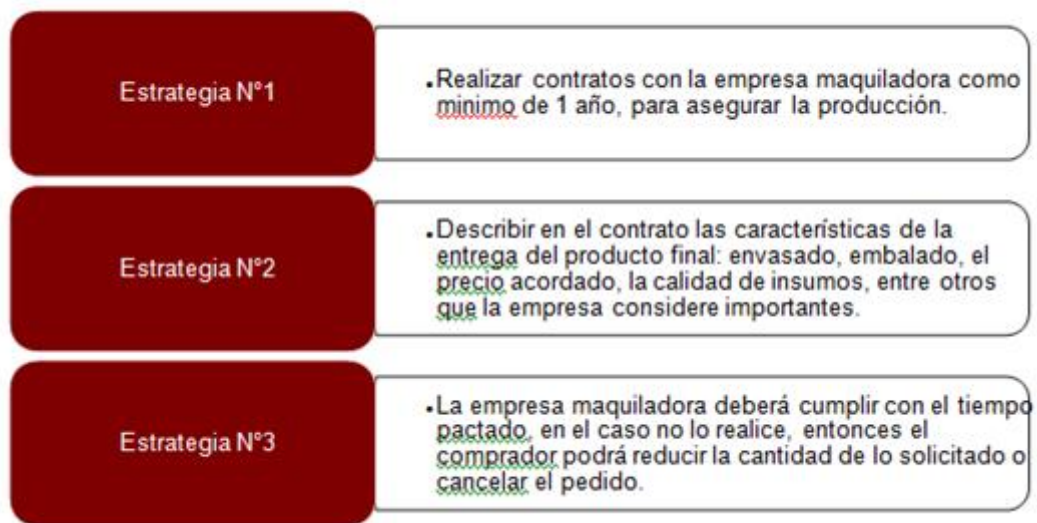 Estrategia N°1
.Realizar contratos con la empresa maquiladora como
minimo de 1 año, para asegurar la producción.
Estrategia N°2
.Describir en el contrato las características de la
entrega del producto final: envasado, embalado, el
precio acordado, la calidad de insumos, entre otros
que la empresa considere importantes.
Estrategia N°3
.La empresa maquiladora deberá cumplir con el tiempo
pactado, en el caso no lo realice, entonces el
comprador podrá reducir la cantidad de lo solicitado o
cancelar el pedido.